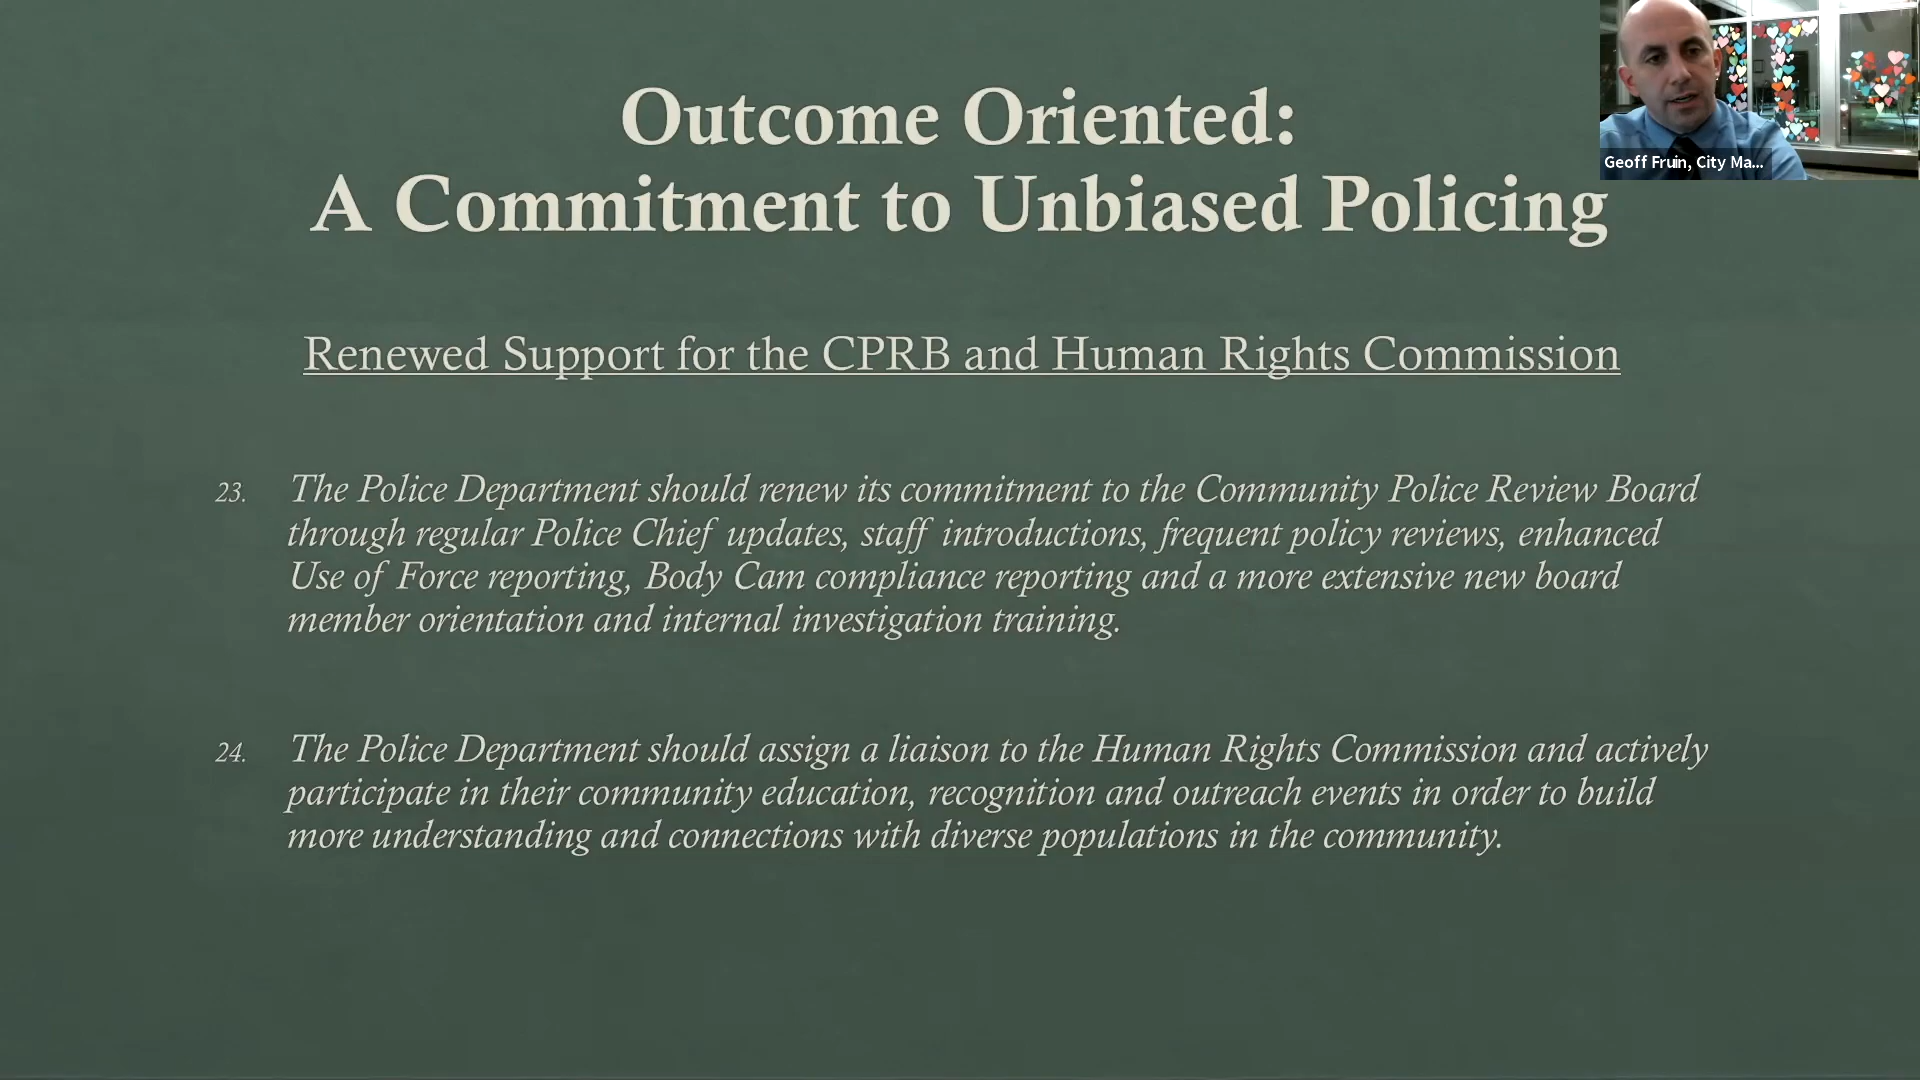 Outcome Oriented:
A Commitment to Unbiased Policing
Geoff Fruin, City Ma...
Renewed Support for the CPRB and Human Rights Commission
23. The Police Department should renew its commitment to the Community Police Review Board
through regular Police Chief updates, staff introductions, frequent policy reviews, enhanced
Use of Force reporting, Body Cam compliance reporting and a more extensive new board
member orientation and internal investigation training.
24. The Police Department should assign a liaison to the Human Rights Commission and actively
participate in their community education, recognition and outreach events in order to build
more understanding and connections with diverse populations in the community.